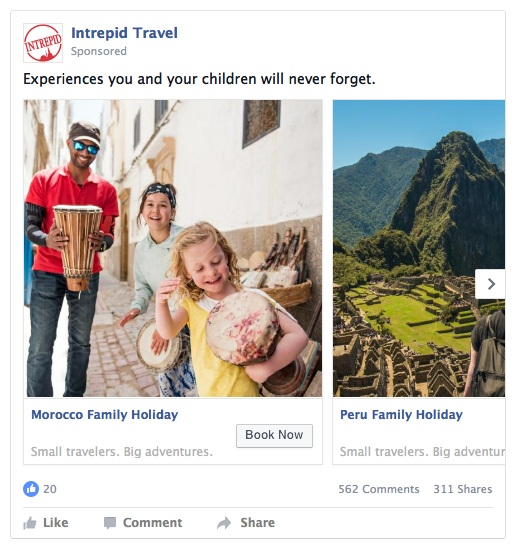 INTREPID
Intrepid Travel
Sponsored
Experiences you and your children will never forget.
Morocco Family Holiday
Book Now
Small travelers. Big adventures.
Peru Family Holiday
Small travelers. Big adventur
20
562 Comments 311 Shares
Like Comment Share